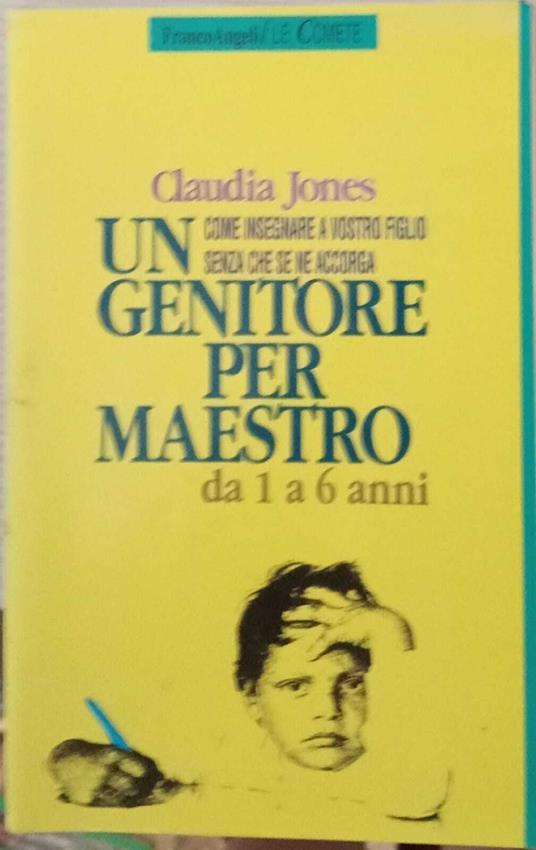 FrancoAngeli/LE COMETE
Claudia Jones
UN
COME INSEGNARE A VOSTRO FIGLIO
SENZA CHE SE NE ACCORGA
GENITORE
PER
MAESTRO
da 1 a 6 anni